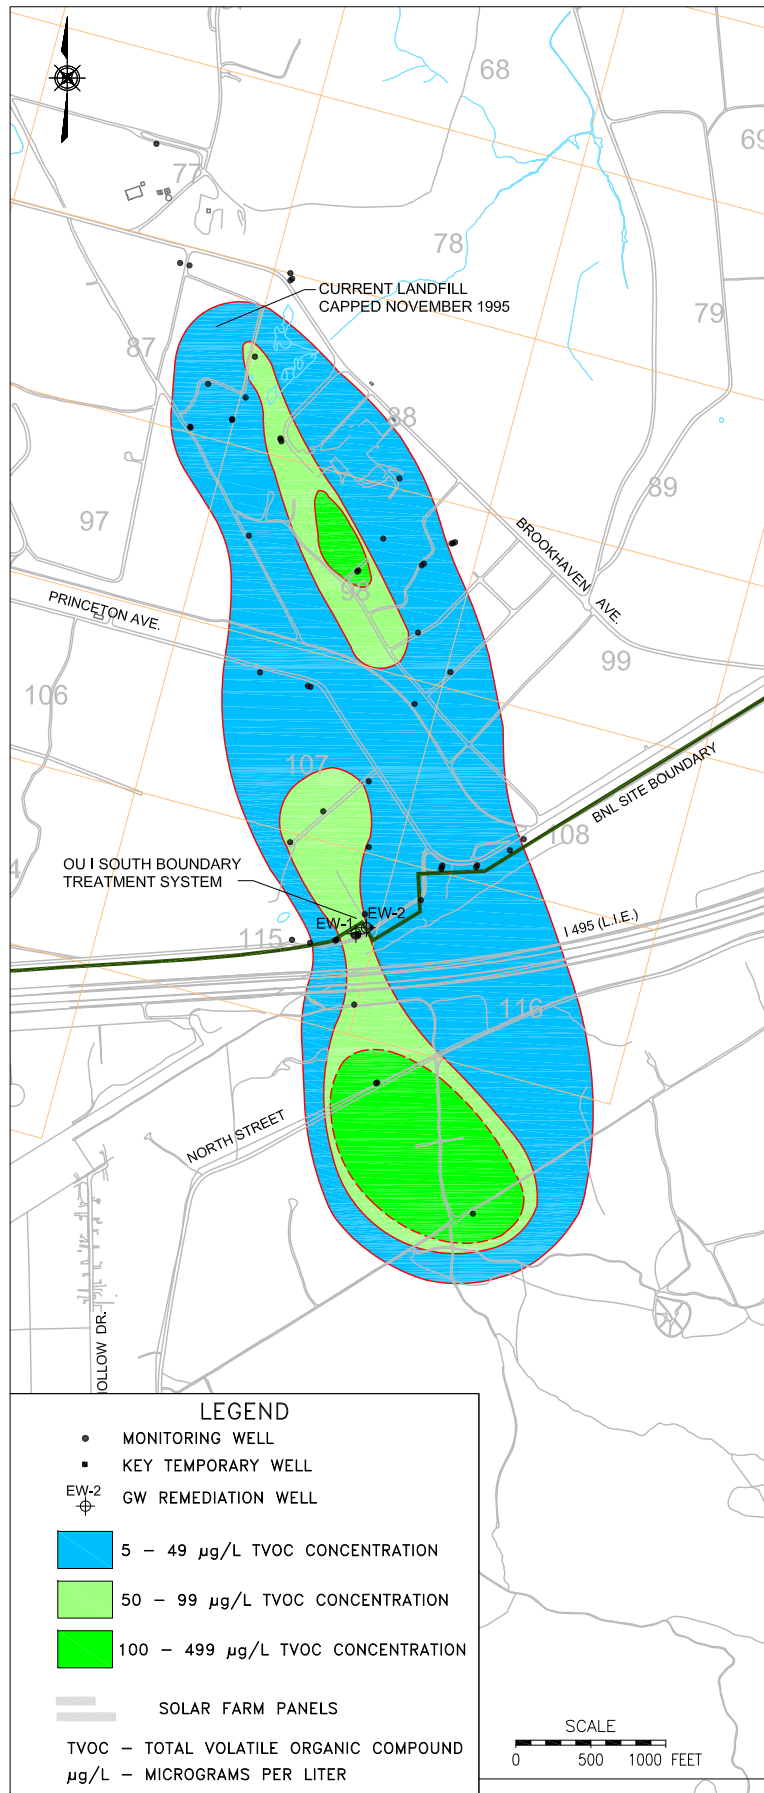 68
69
77
78
CURRENT LANDFILL
CAPPED NOVEMBER 1995
79
87
88
89
97
BROOKHAVEN AVE.
98
PRINCETON AVE.
99
106
107
BNL SITE BOUNDARY
108
OU I SOUTH BOUNDARY
TREATMENT SYSTEM
EW-1
EW-2
I 495 (L.I.E.)
115
116
NORTH STREET
OLLOW DR.
LEGEND
MONITORING WELL
KEY TEMPORARY WELL
EW-2
GW REMEDIATION WELL
5 – 49 µg/L TVOC CONCENTRATION
50 – 99 µg/L TVOC CONCENTRATION
100 – 499 µg/L TVOC CONCENTRATION
SOLAR FARM PANELS
TVOC – TOTAL VOLATILE ORGANIC COMPOUND
µg/L – MICROGRAMS PER LITER
SCALE
0 500 1000 FEET